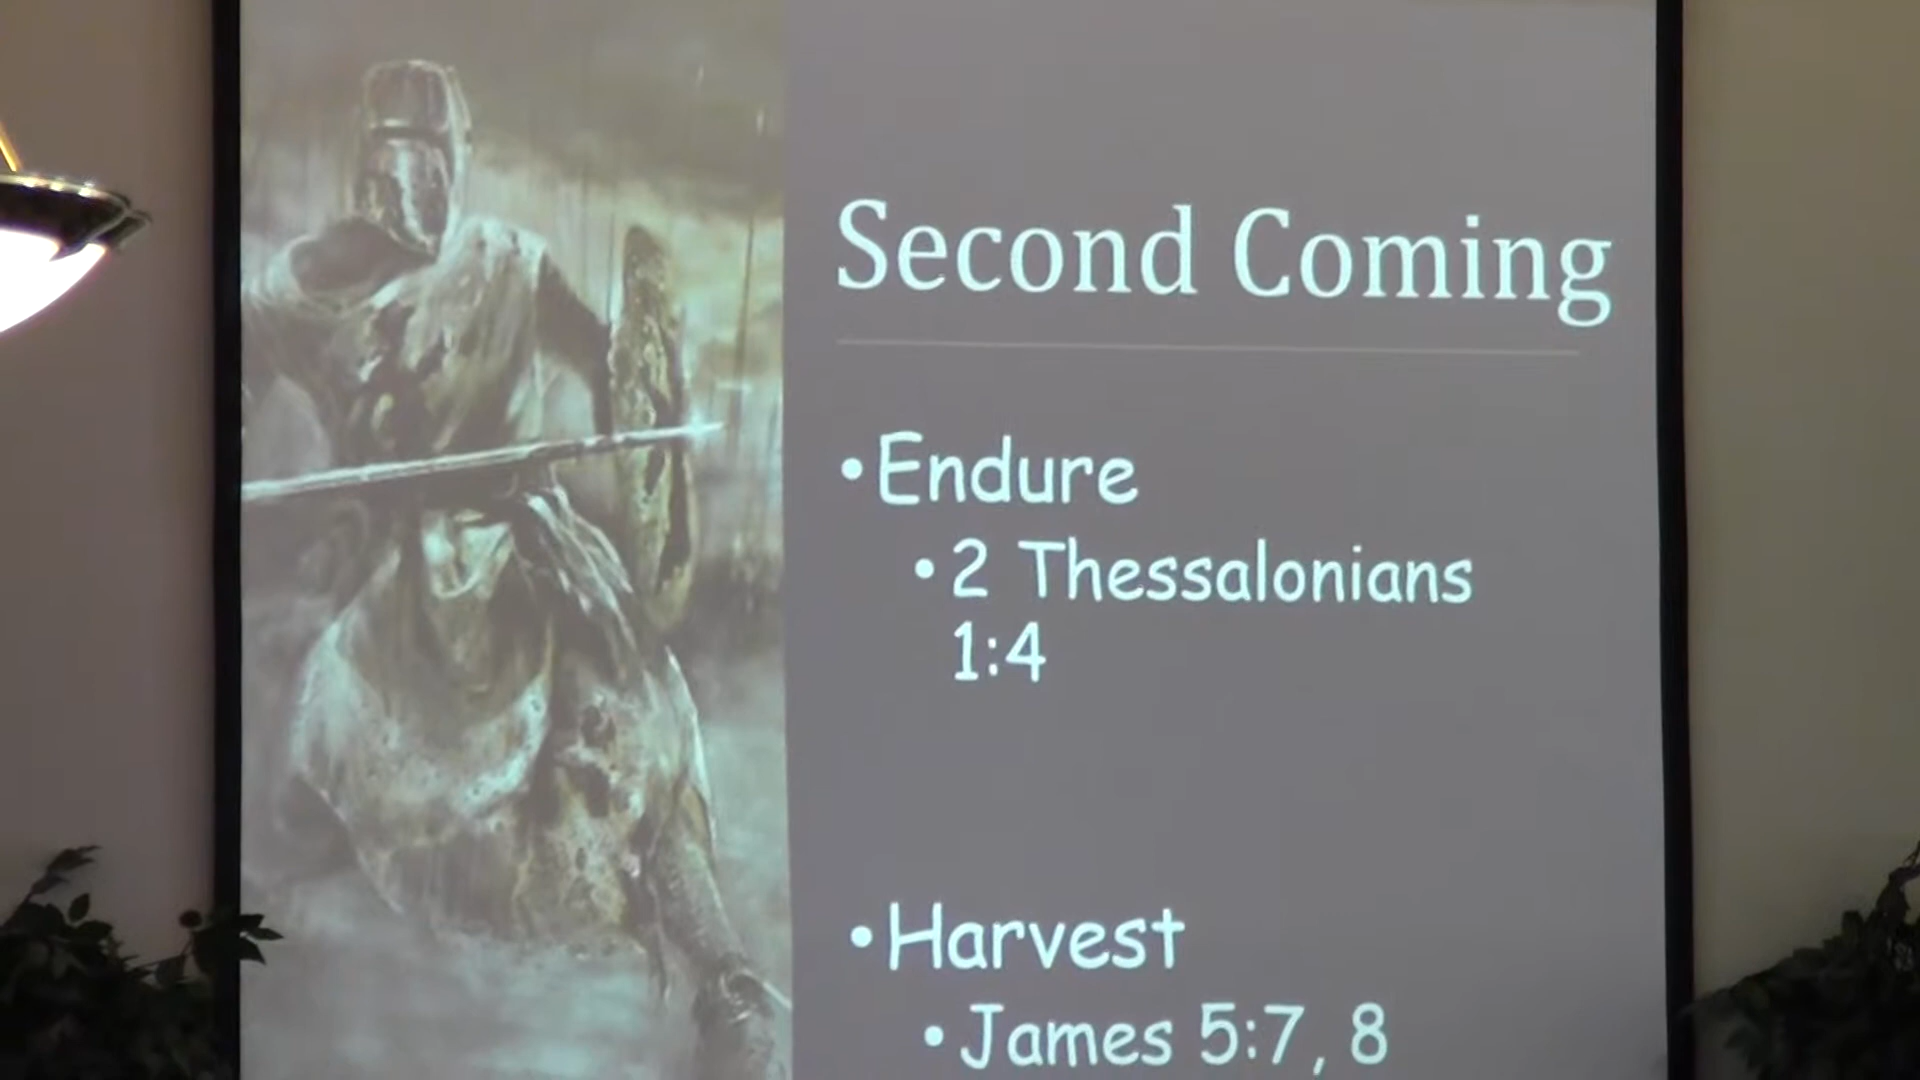 Second Coming
•Endure
•2 Thessalonians
1:4
•Harvest
•James 5:7, 8